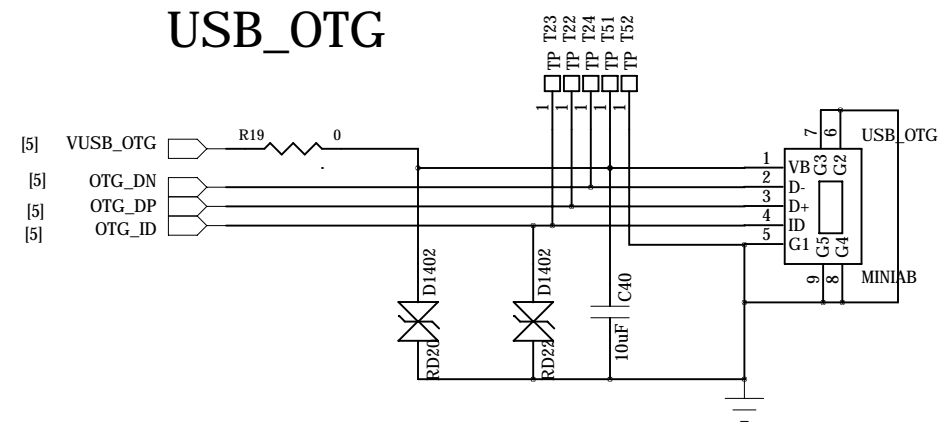 USB_OTG
TP T23
TP T22
TP T24
TP T51
TP T52
1
1
1
1
1
[5] VUSB_OTG
R19 0
[5] OTG_DN
[5] OTG_DP
[5] OTG_ID
7
6
USB_OTG
1 VB G3 G2
2 D-
3 D+
4 ID
5 G1 G5 G4
9
8
MINIAB
D1402
RD20
D1402
RD22
C40
10uF